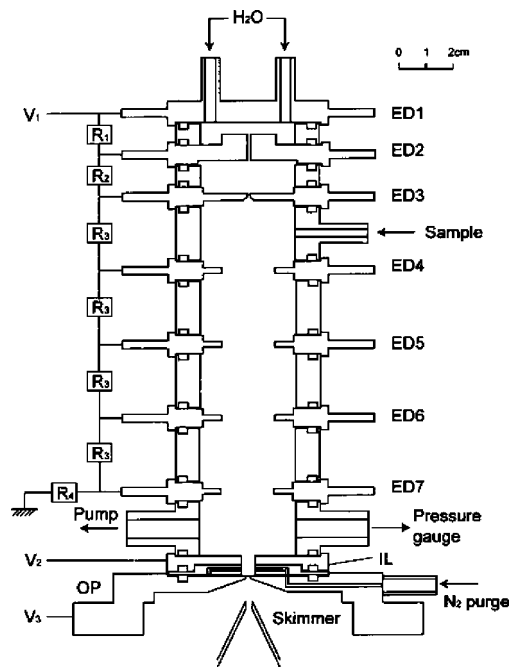 H₂O
0 1 2cm
V₁
ED1
R₁
ED2
R₂
ED3
R₃
Sample
ED4
R₃
ED5
R₃
ED6
R₃
ED7
R₄
Pump
Pressure
gauge
V₂
IL
OP
N₂ purge
V₃
Skimmer